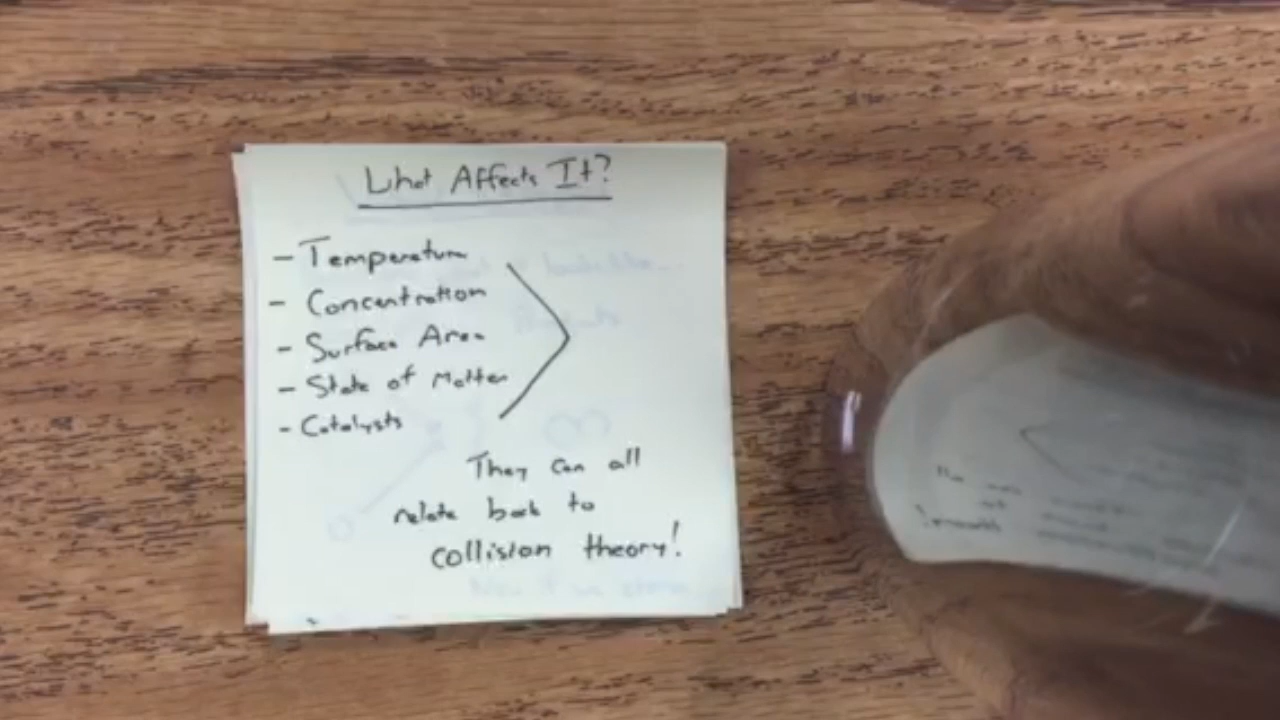 What Affects It?
- Temperature
- Concentration
- Surface Area
- State of Matter
- Catalysts
They can all
relate back to
collision theory!